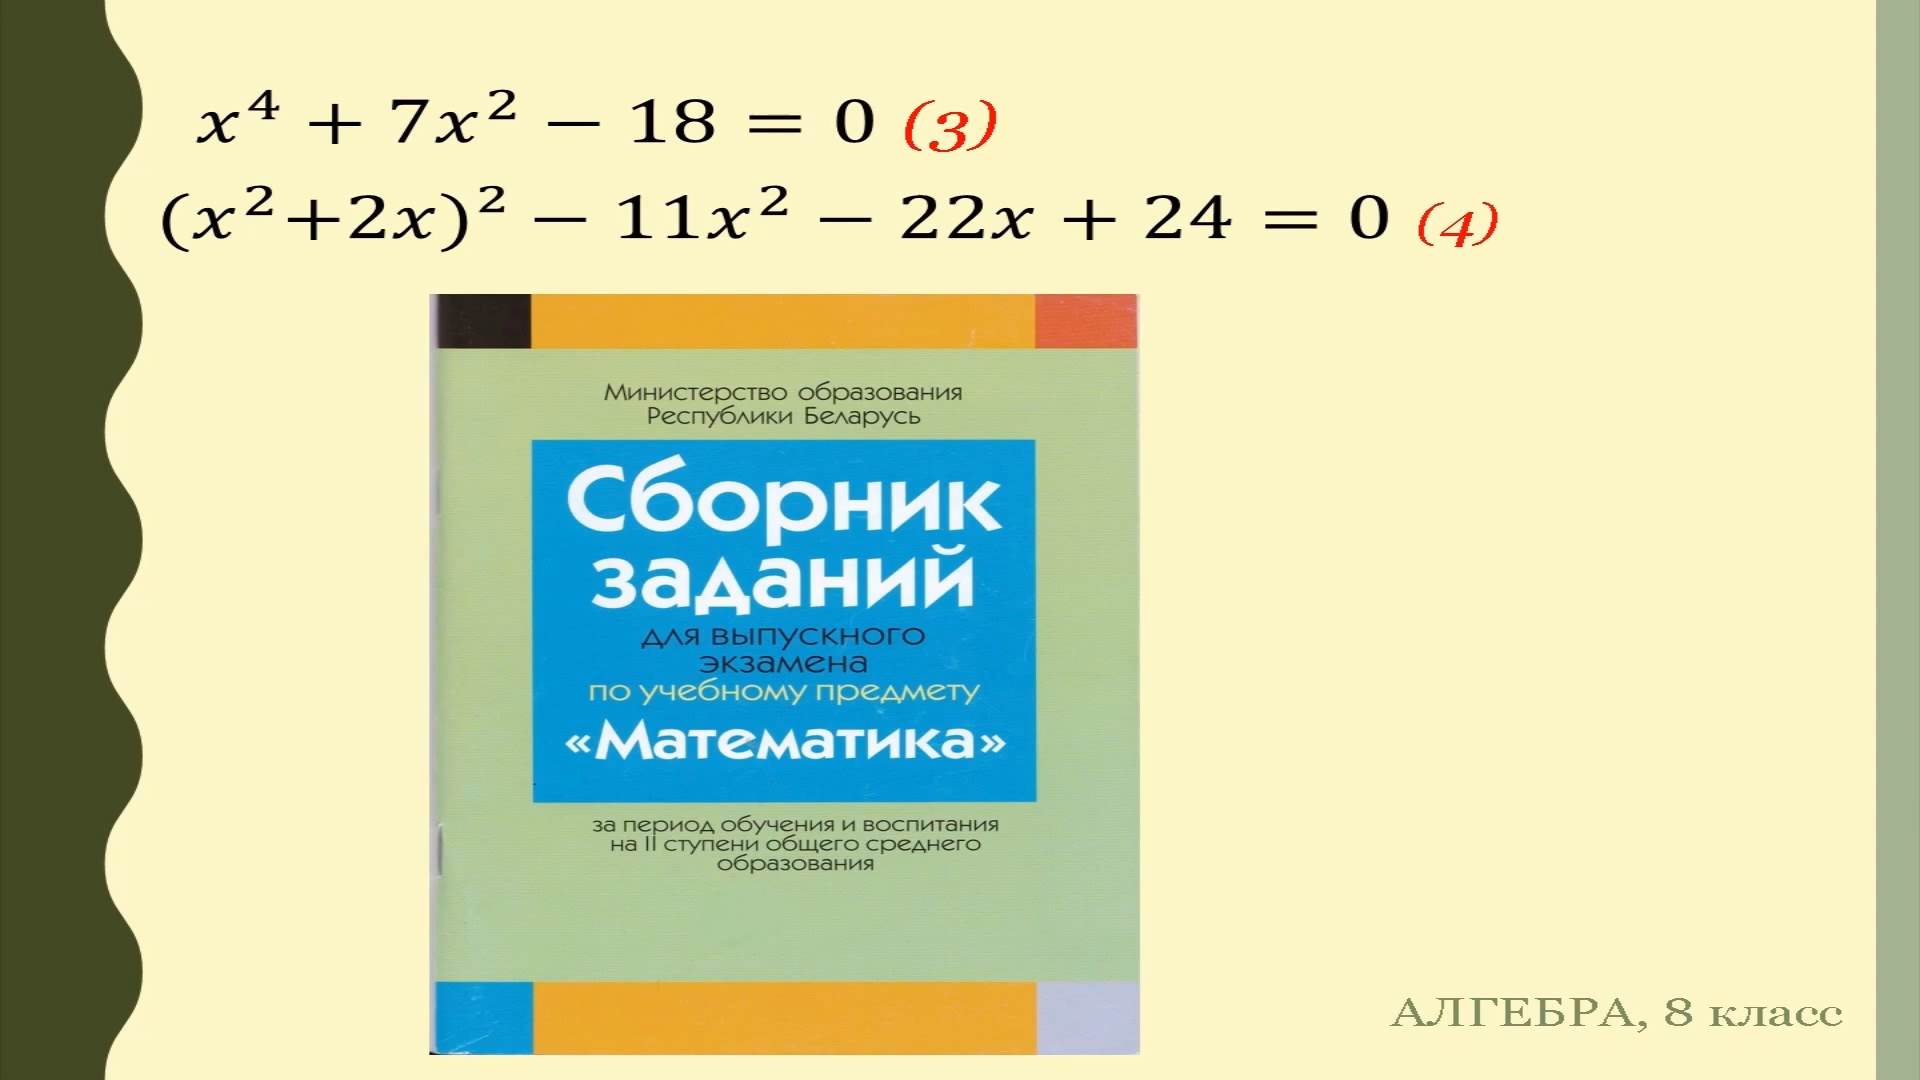 x⁴ + 7x² − 18 = 0 (3)
(x²+2x)² − 11x² − 22x + 24 = 0 (4)
Министерство образования
Республики Беларусь
Сборник
заданий
для выпускного
экзамена
по учебному предмету
«Математика»
за период обучения и воспитания
на II ступени общего среднего
образования
АЛГЕБРА, 8 класс